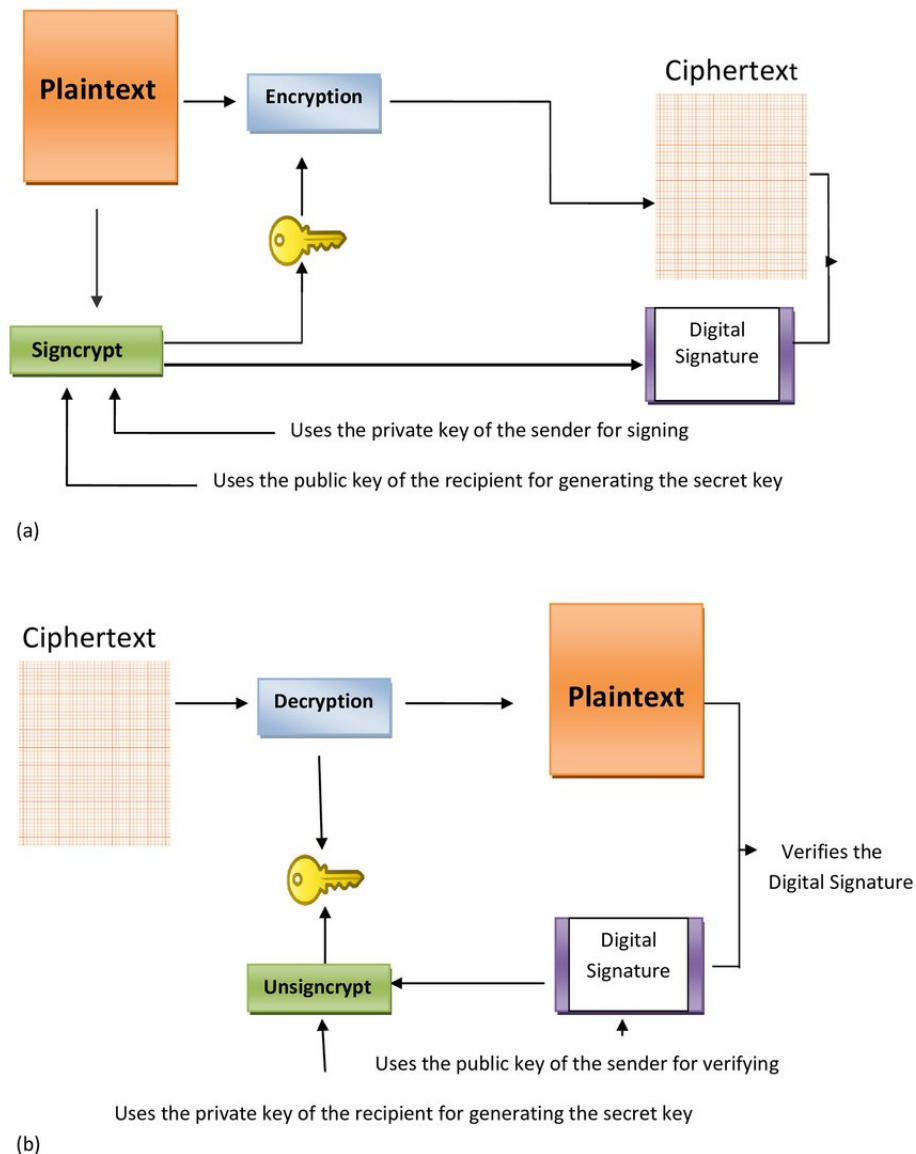 Plaintext
Encryption
Ciphertext
Signcrypt
Digital
Signature
Uses the private key of the sender for signing
Uses the public key of the recipient for generating the secret key
(a)
Ciphertext
Decryption
Plaintext
Verifies the
Digital Signature
Digital
Signature
Unsigncrypt
Uses the public key of the sender for verifying
Uses the private key of the recipient for generating the secret key
(b)